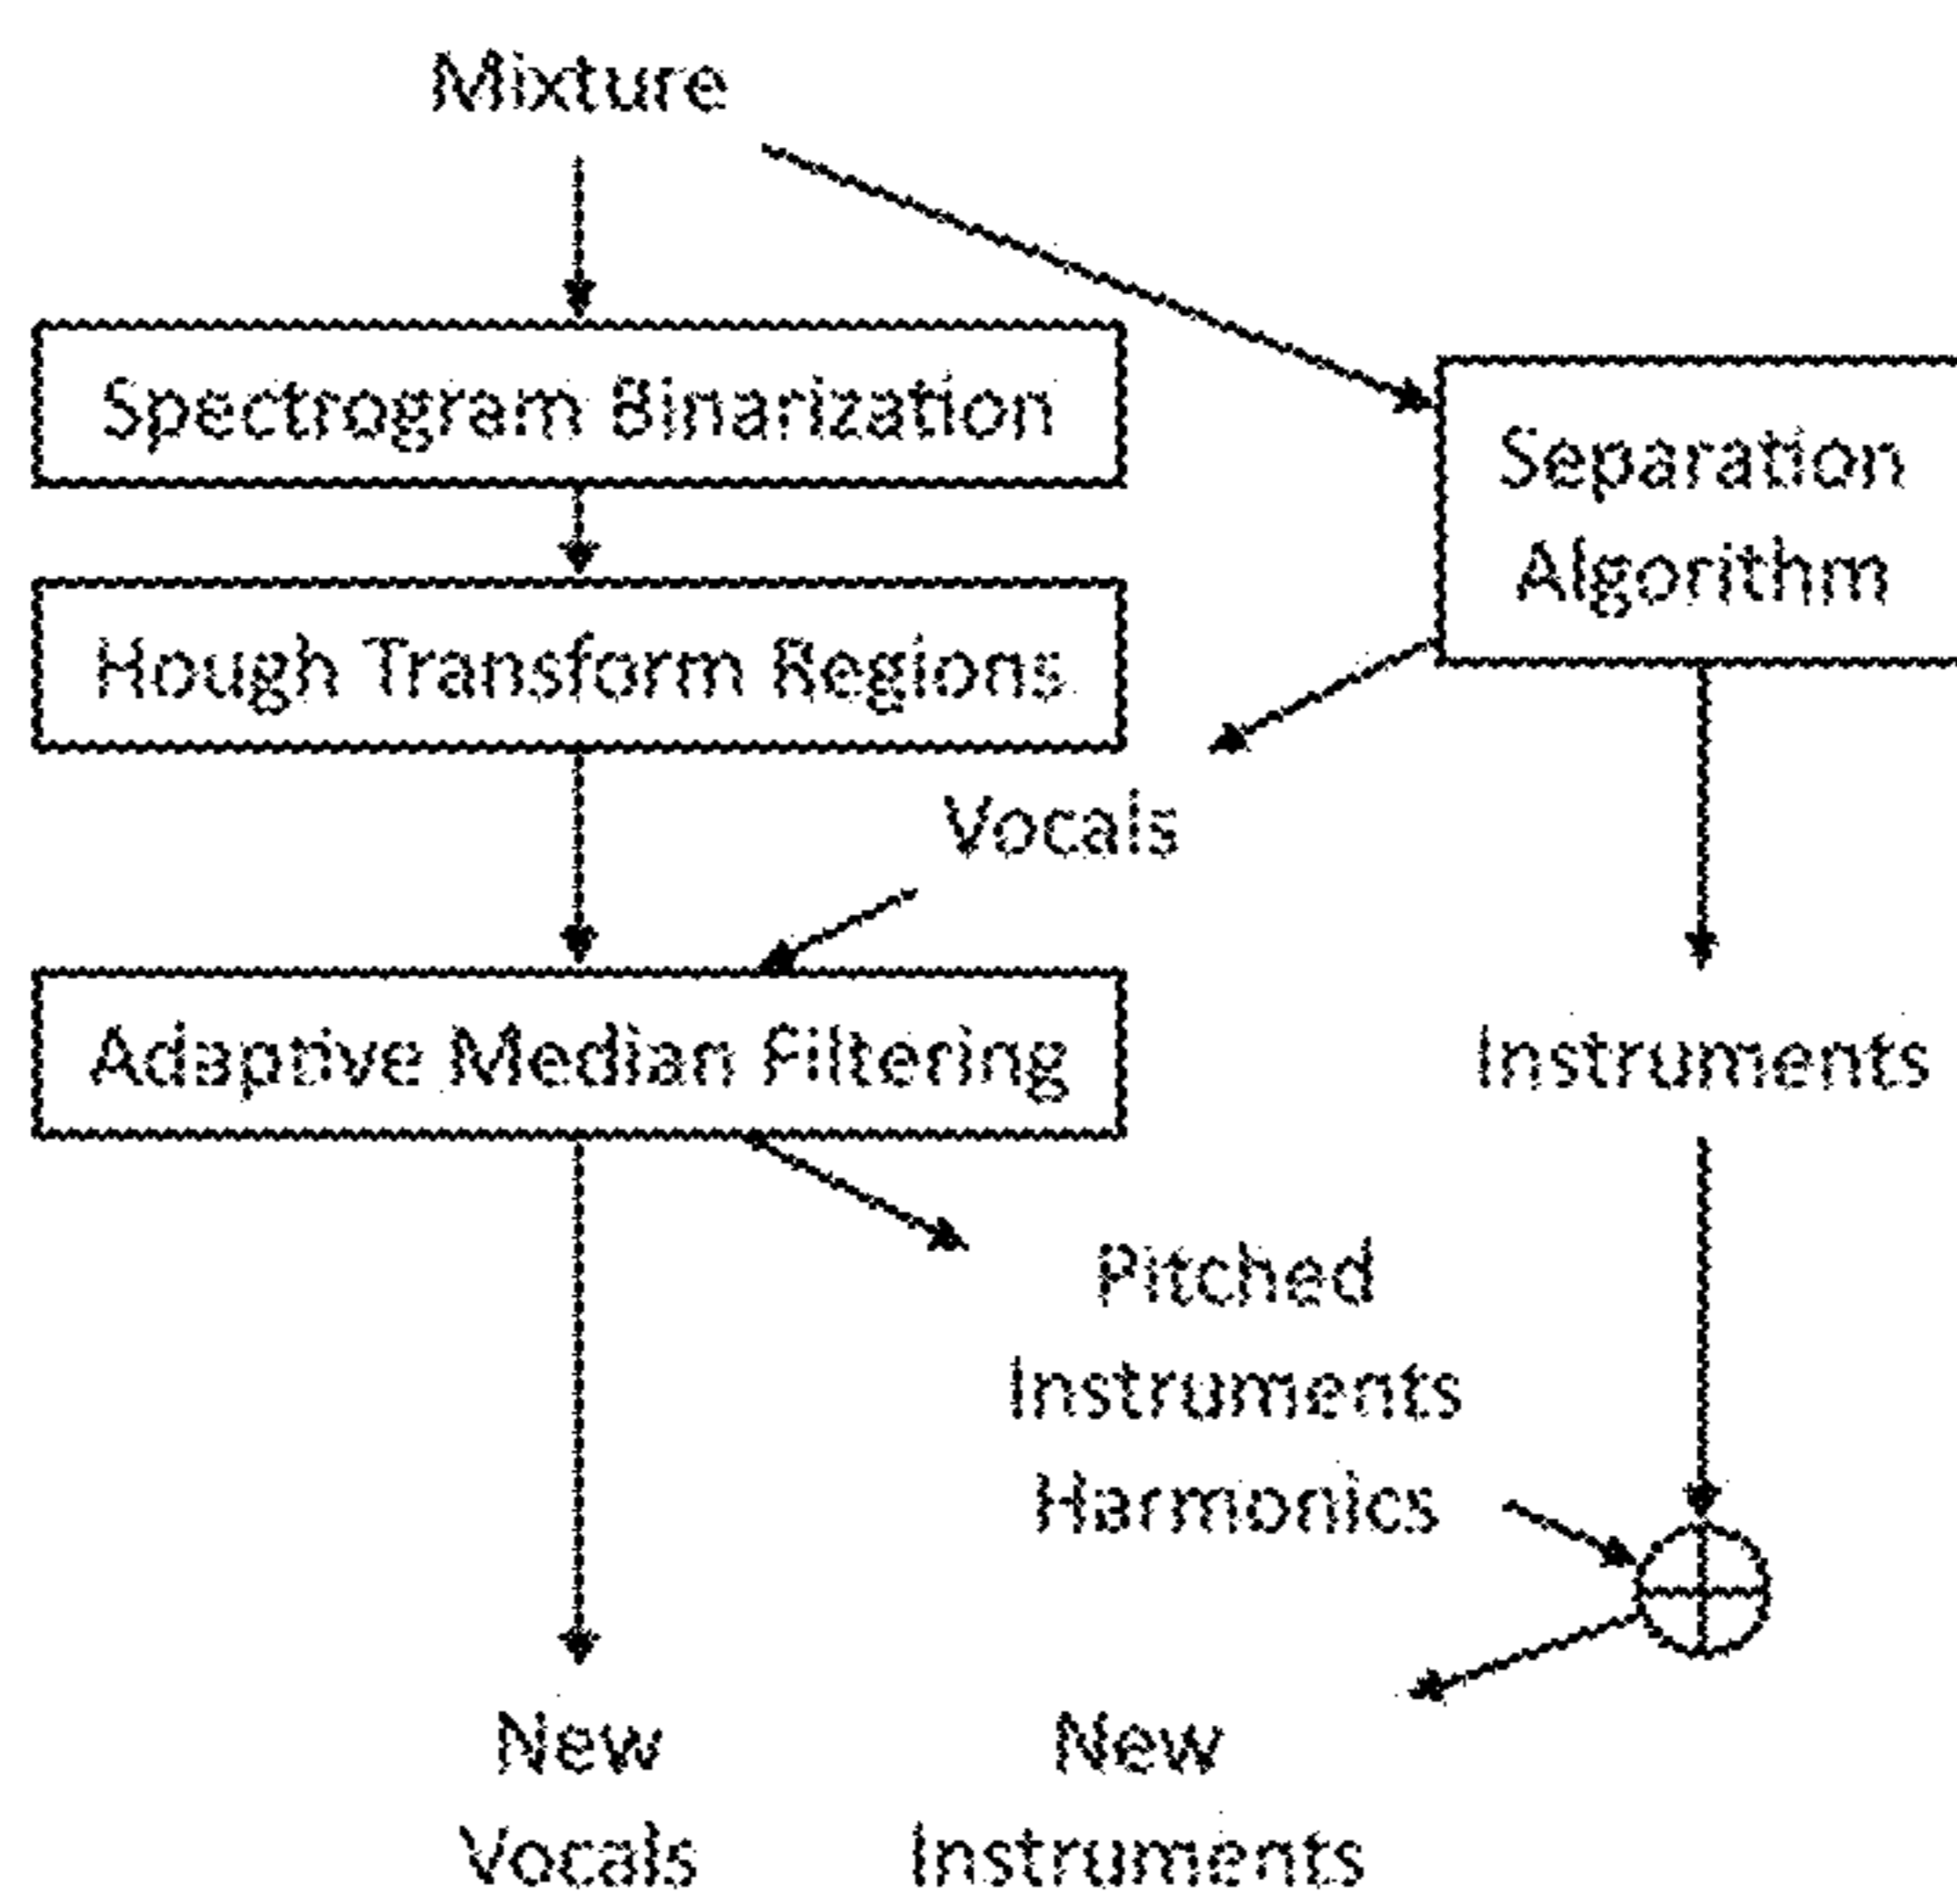 Mixture
Spectrogram Binarization
Separation
Algorithm
Hough Transform Regions
Vocals
Adaptive Median Filtering
Instruments
Pitched
Instruments
Harmonics
New
Vocals
New
Instruments